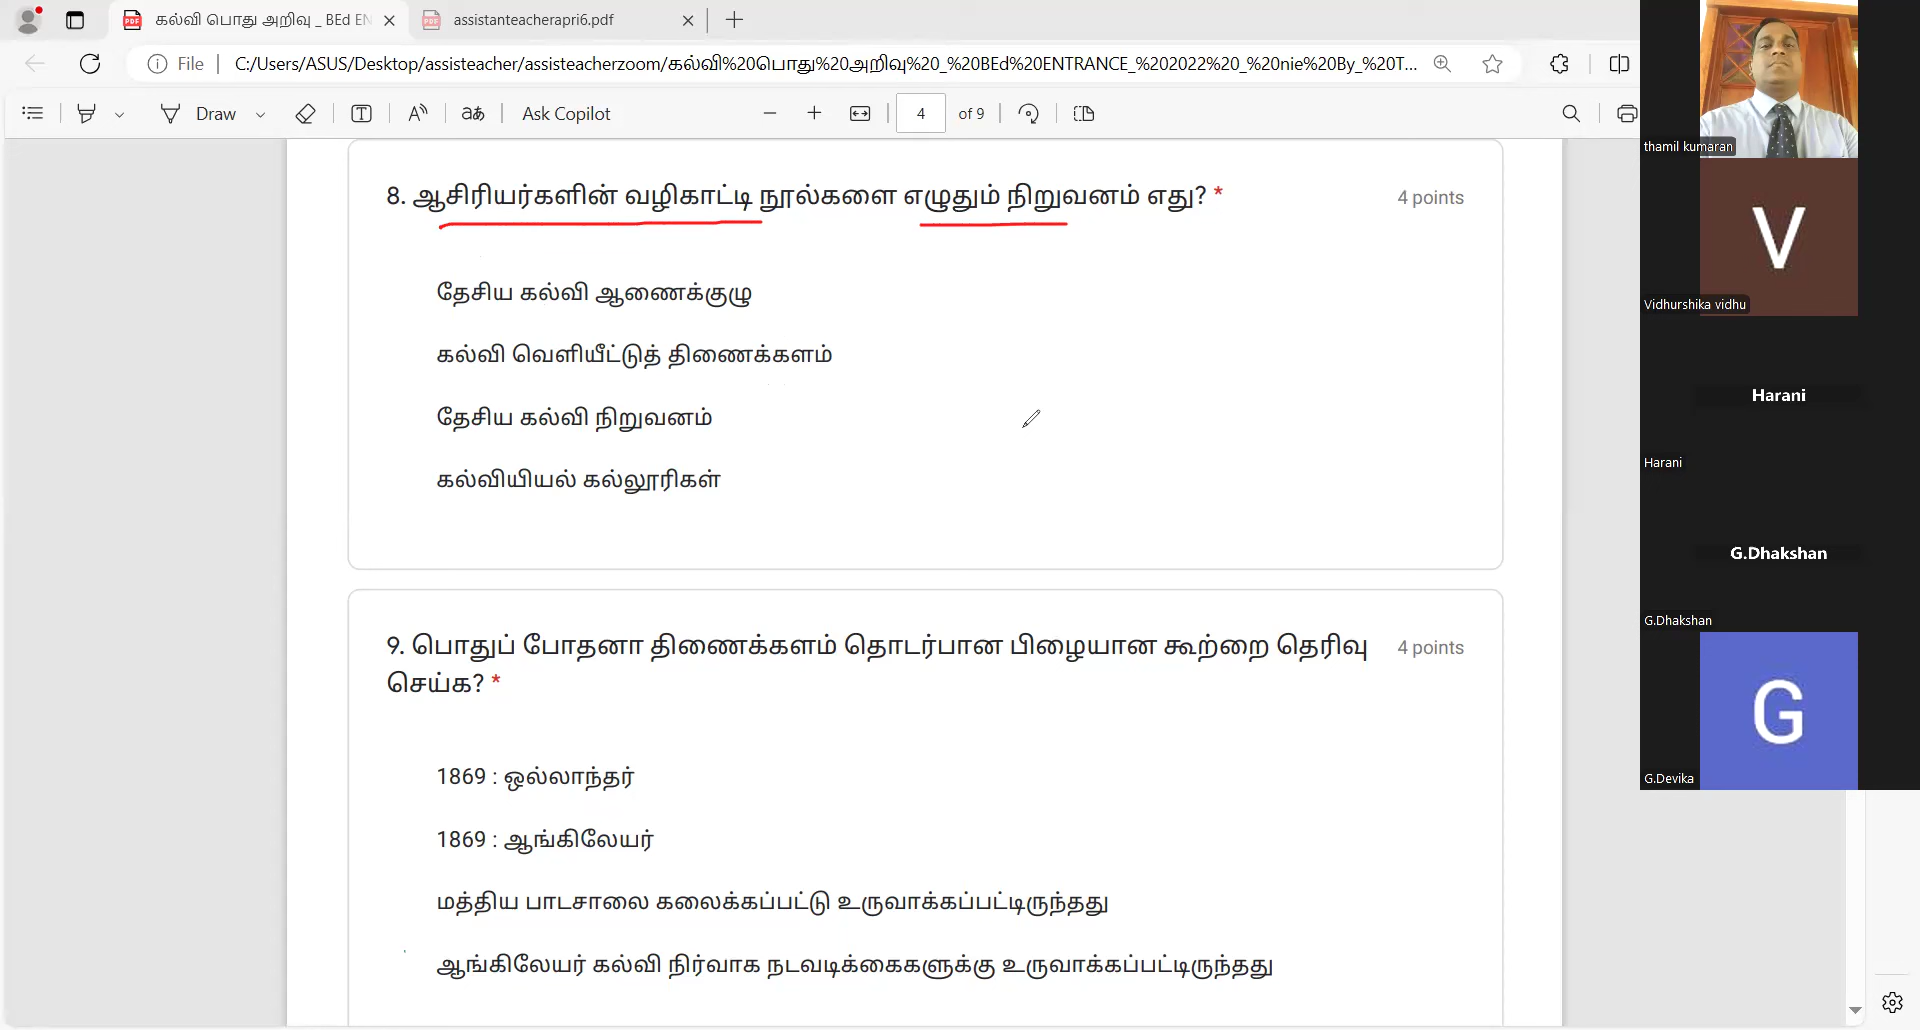 கல்வி பொது அறிவு _ BEd EN
assistanteacherapri6.pdf
File
C:/Users/ASUS/Desktop/assisteacher/assisteacherzoom/கல்வி%20பொது%20அறிவு%20_%20BEd%20ENTRANCE_%202022%20_%20nie%20By_%20T...
Draw
aあ
Ask Copilot
4
of 9
8. ஆசிரியர்களின் வழிகாட்டி நூல்களை எழுதும் நிறுவனம் எது? *
4 points
தேசிய கல்வி ஆணைக்குழு
கல்வி வெளியீட்டுத் திணைக்களம்
தேசிய கல்வி நிறுவனம்
கல்வியியல் கல்லூரிகள்
9. பொதுப் போதனா திணைக்களம் தொடர்பான பிழையான கூற்றை தெரிவு
செய்க? *
4 points
1869 : ஒல்லாந்தர்
1869 : ஆங்கிலேயர்
மத்திய பாடசாலை கலைக்கப்பட்டு உருவாக்கப்பட்டிருந்தது
ஆங்கிலேயர் கல்வி நிர்வாக நடவடிக்கைகளுக்கு உருவாக்கப்பட்டிருந்தது
thamil kumaran
V
Vidhurshika vidhu
Harani
Harani
G.Dhakshan
G.Dhakshan
G
G.Devika